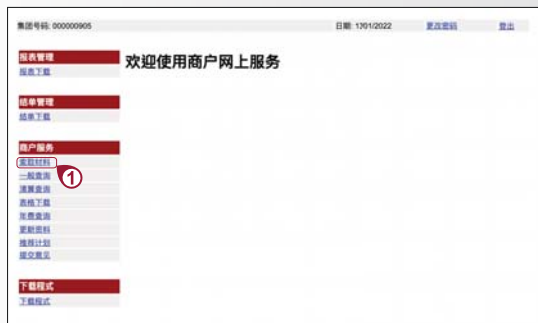 集团号码: 000000905 日期: 1701/2022 更改密码 登出
欢迎使用商户网上服务
报表管理
报表下载
结单管理
结单下载
商户服务
索取材料
1
一般查询
清算查询
表格下载
年费查询
更新资料
推荐计划
提交意见
下载程式
下载程式